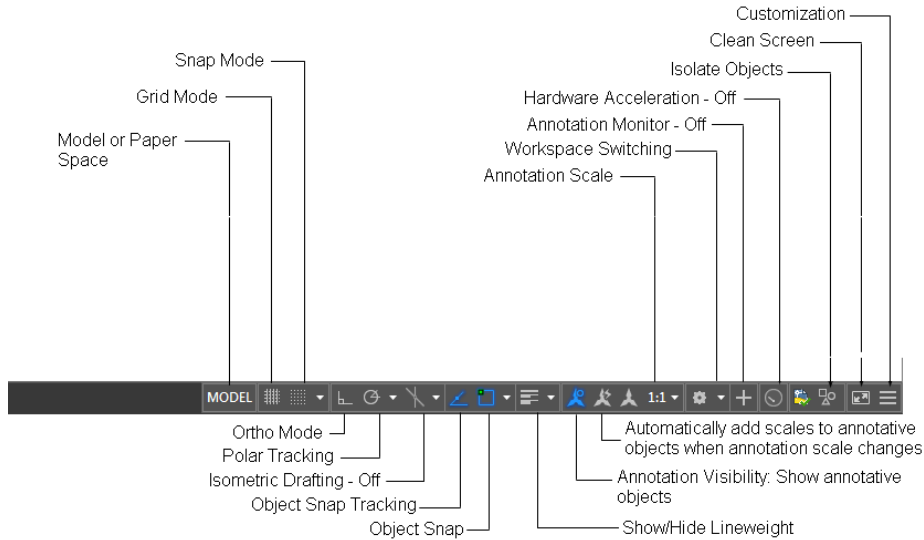 Customization
Clean Screen
Snap Mode
Isolate Objects
Grid Mode
Hardware Acceleration - Off
Annotation Monitor - Off
Model or Paper
Space
Workspace Switching
Annotation Scale
MODEL
1:1
Ortho Mode
Automatically add scales to annotative
objects when annotation scale changes
Polar Tracking
Isometric Drafting - Off
Annotation Visibility: Show annotative
objects
Object Snap Tracking
Object Snap
Show/Hide Lineweight